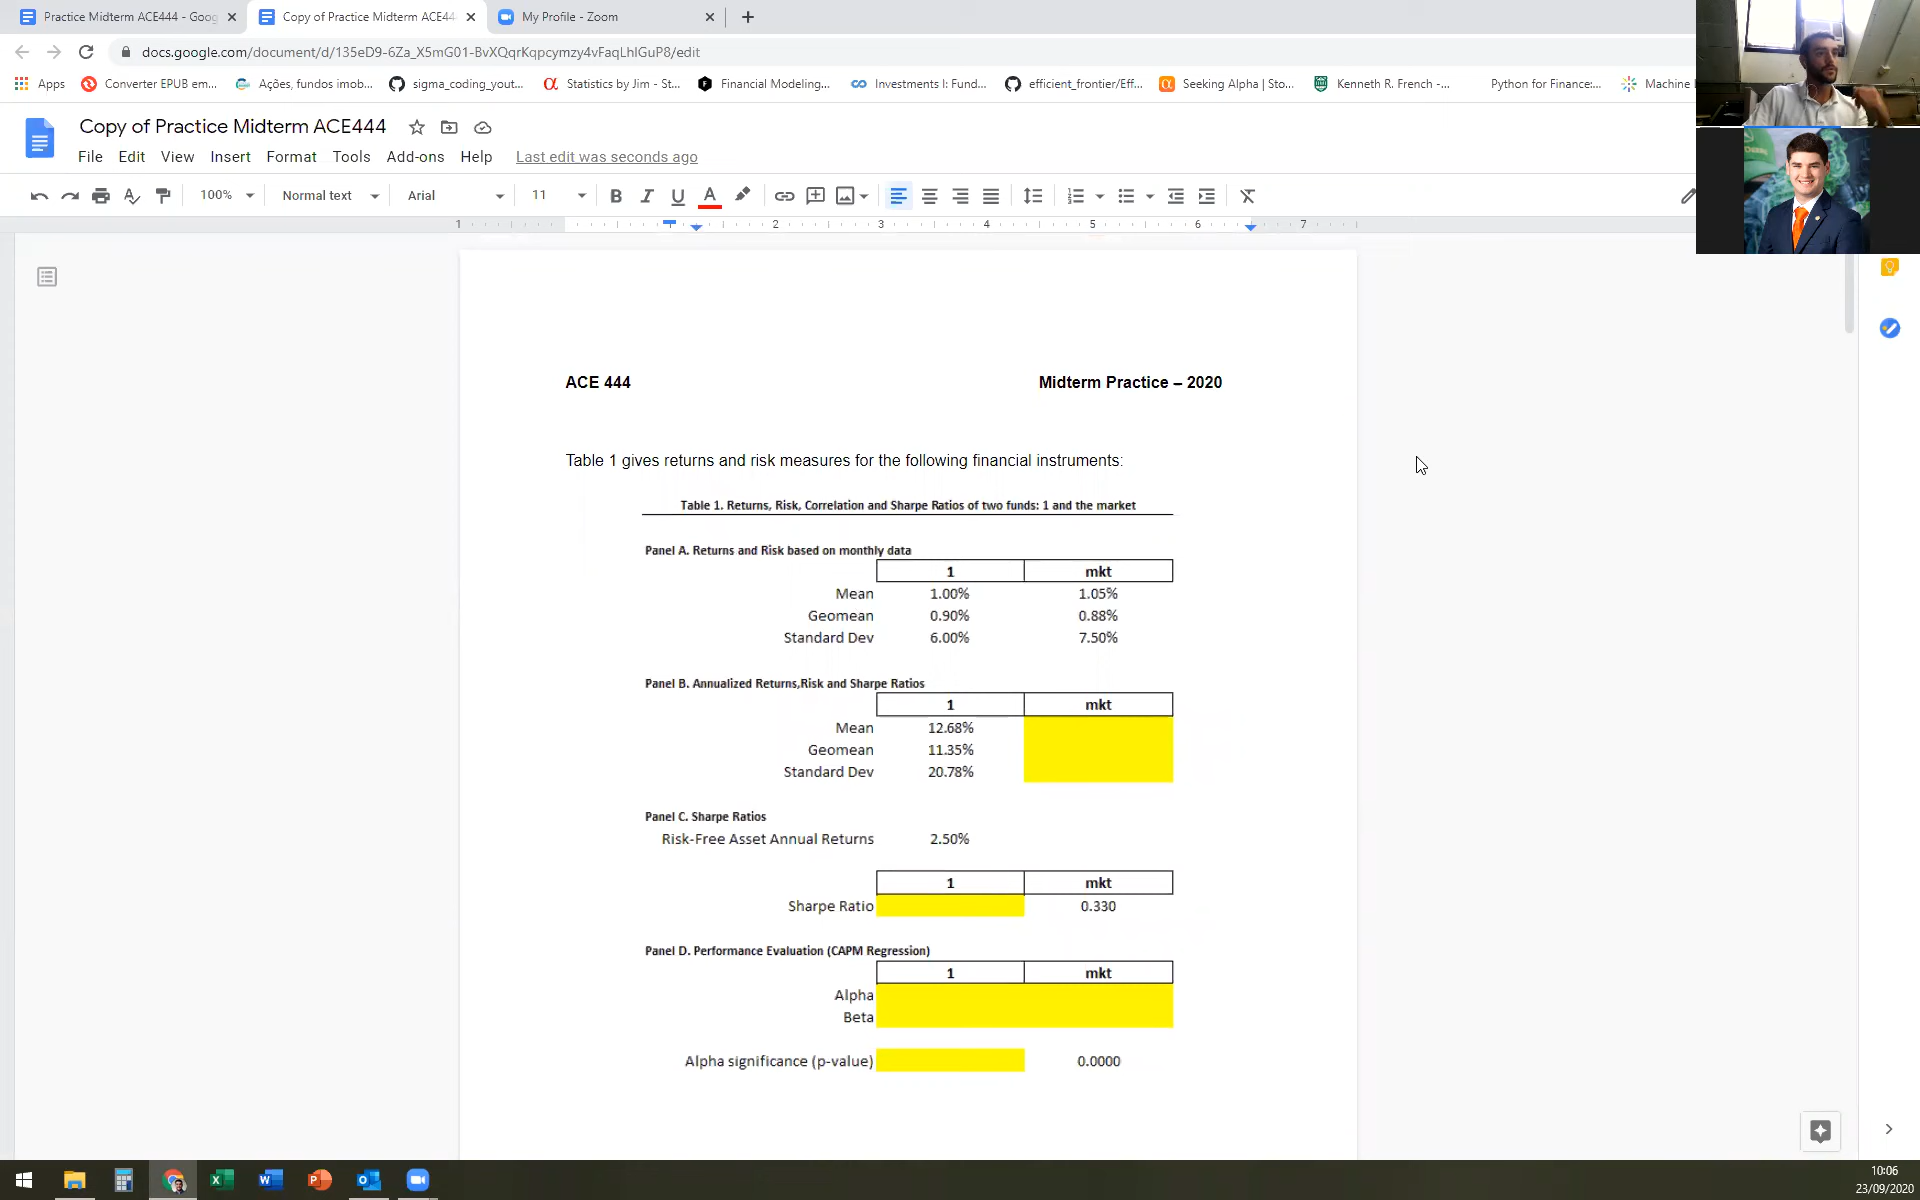 Practice Midterm ACE444 - Goog
Copy of Practice Midterm ACE44
My Profile - Zoom
docs.google.com/document/d/135eD9-6Za_X5mG01-BvXQqrKqpcymzy4vFaqLhlGuP8/edit
Apps Converter EPUB em... Ações, fundos imob... sigma_coding_yout... Statistics by Jim - St... Financial Modeling... Investments I: Fund... efficient_frontier/Eff... Seeking Alpha | Sto... Kenneth R. French -... Python for Finance:... Machine
Copy of Practice Midterm ACE444
File Edit View Insert Format Tools Add-ons Help Last edit was seconds ago
100% Normal text Arial 11 B I U A
1 1 2 3 4 5 6 7
ACE 444 Midterm Practice – 2020
Table 1 gives returns and risk measures for the following financial instruments:
Table 1. Returns, Risk, Correlation and Sharpe Ratios of two funds: 1 and the market
Panel A. Returns and Risk based on monthly data
1 mkt
Mean 1.00% 1.05%
Geomean 0.90% 0.88%
Standard Dev 6.00% 7.50%
Panel B. Annualized Returns,Risk and Sharpe Ratios
1 mkt
Mean 12.68%
Geomean 11.35%
Standard Dev 20.78%
Panel C. Sharpe Ratios
Risk-Free Asset Annual Returns 2.50%
1 mkt
Sharpe Ratio 0.330
Panel D. Performance Evaluation (CAPM Regression)
1 mkt
Alpha
Beta
Alpha significance (p-value) 0.0000
10:06
23/09/2020